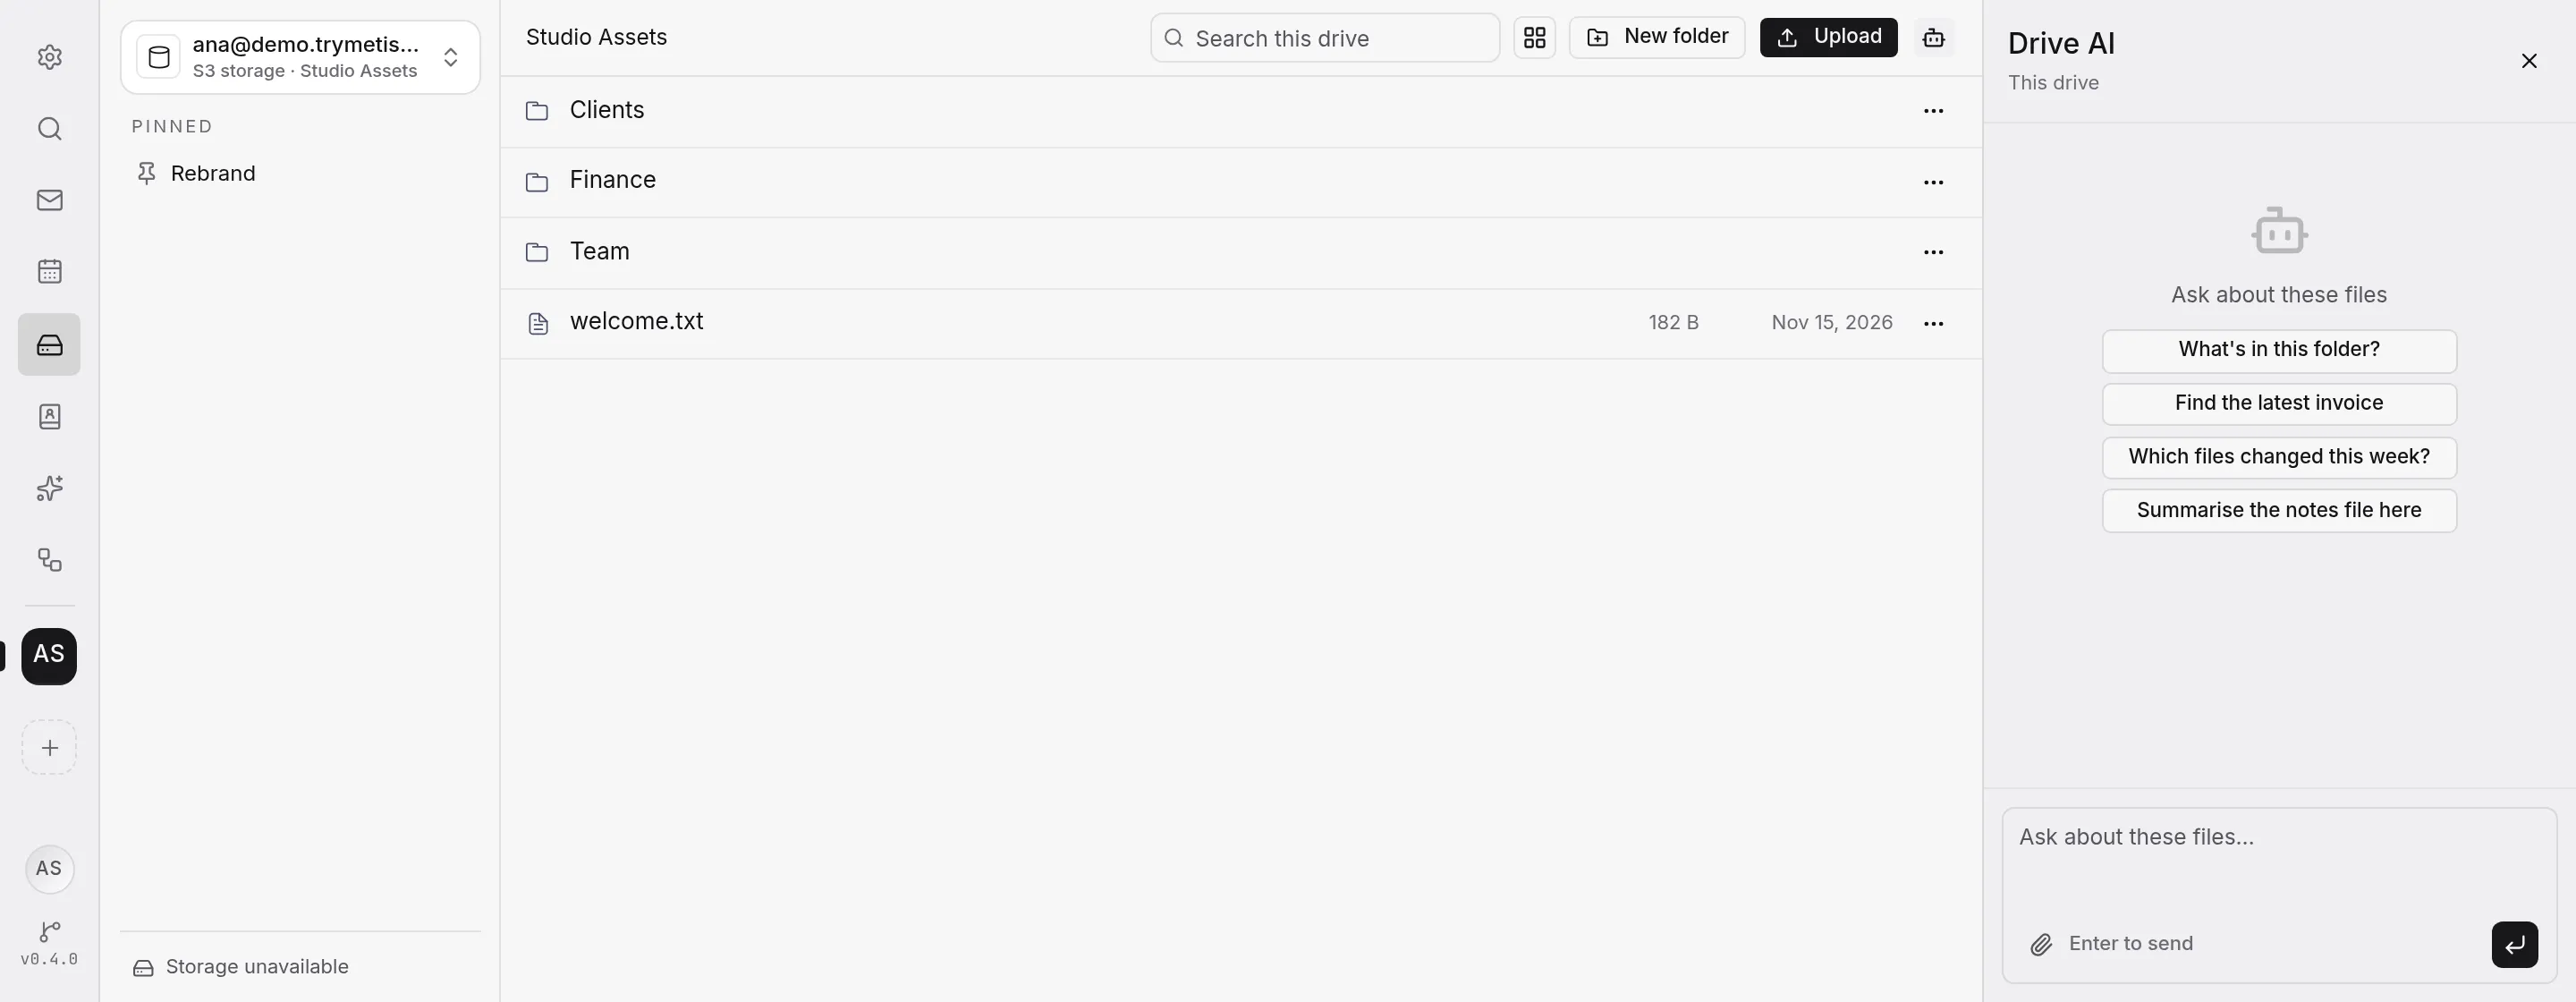 ana@demo.trymetis...
S3 storage · Studio Assets
PINNED
Rebrand
Storage unavailable
AS
AS
v0.4.0
Studio Assets
Search this drive
New folder
Upload
Clients
Finance
Team
welcome.txt 182 B Nov 15, 2026
Drive AI
This drive
Ask about these files
What's in this folder?
Find the latest invoice
Which files changed this week?
Summarise the notes file here
Ask about these files...
Enter to send